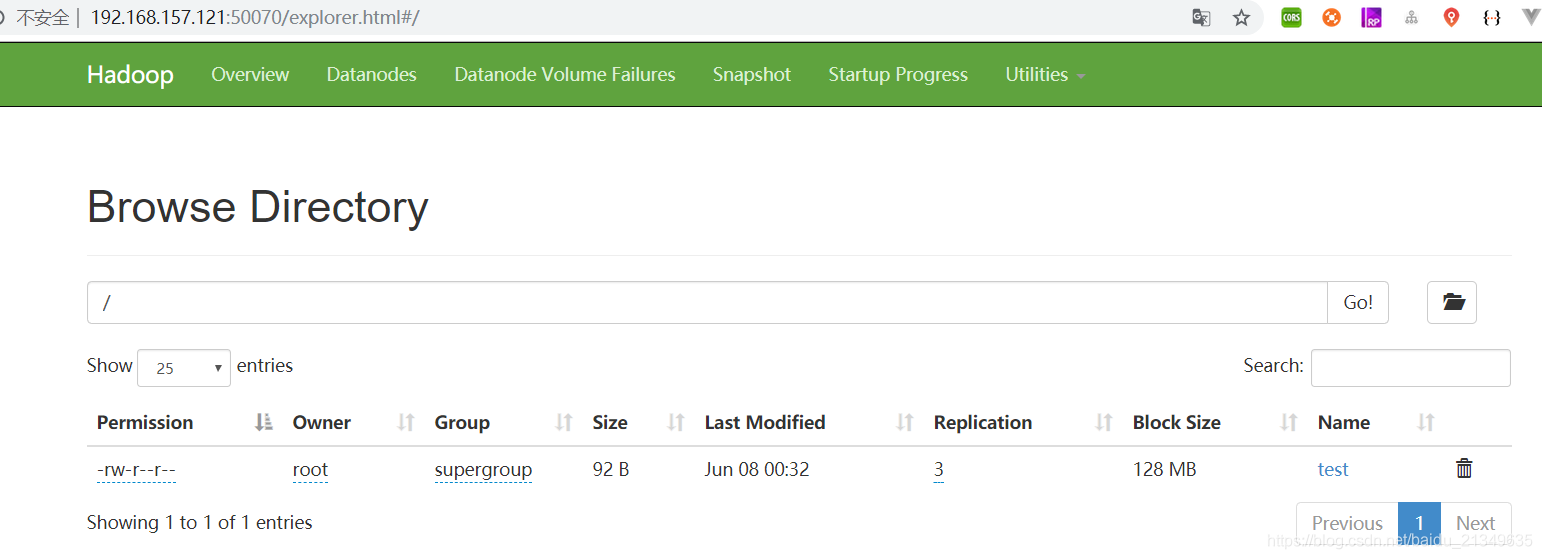 不安全 | 192.168.157.121:50070/explorer.html#/ CORS RP {··}
Hadoop Overview Datanodes Datanode Volume Failures Snapshot Startup Progress Utilities
Browse Directory
/ Go!
Show 25 entries Search:
Permission Owner Group Size Last Modified Replication Block Size Name
-rw-r--r-- root supergroup 92 B Jun 08 00:32 3 128 MB test
Showing 1 to 1 of 1 entries Previous 1 Next
https://blog.csdn.net/baidu_21349635